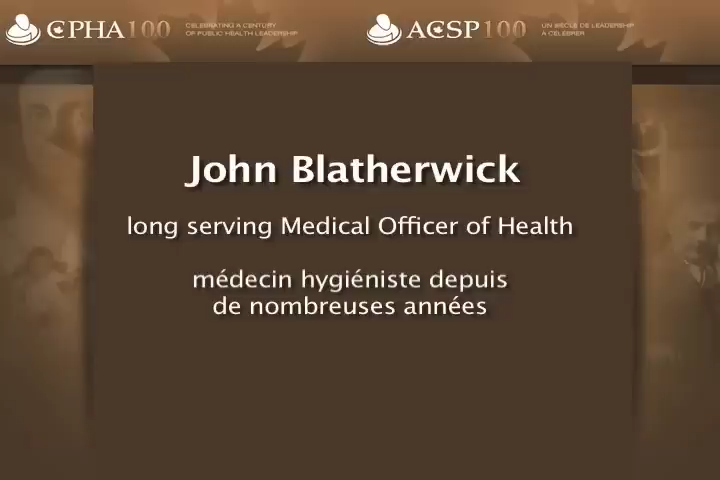 CPHA100 CELEBRATING A CENTURY
OF PUBLIC HEALTH LEADERSHIP
ACSP100 UN SIÈCLE DE LEADERSHIP
À CÉLÉBRER
John Blatherwick
long serving Medical Officer of Health
médecin hygiéniste depuis
de nombreuses années